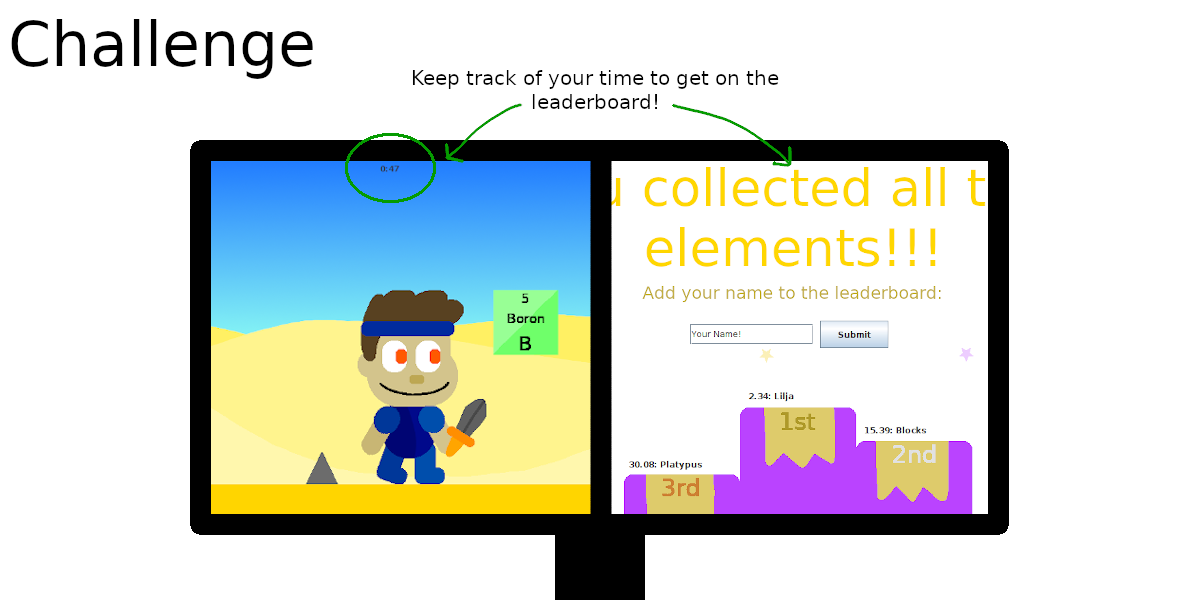 Challenge
Keep track of your time to get on the
leaderboard!
0:47
5
Boron
B
u collected all t
elements!!!
Add your name to the leaderboard:
Your Name!
Submit
2.34: Lilja
1st
15.39: Blocks
2nd
30.08: Platypus
3rd